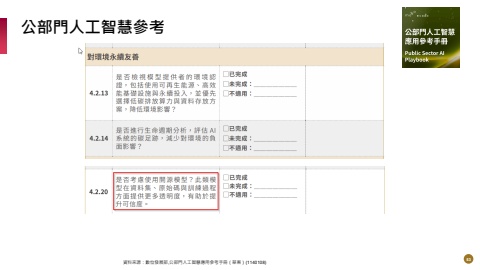 公部門人工智慧參考
公部門人工智慧
應用參考手冊
Public Sector AI
Playbook
對環境永續友善
4.2.13
是否檢視模型提供者的環境認
證，包括使用可再生能源、高效
能基礎設施與永續投入，並優先
選擇低碳排放算力與資料存放方
案，降低環境影響？
□已完成
□未完成：
□不適用：
4.2.14
是否進行生命週期分析，評估 AI
系統的碳足跡，減少對環境的負
面影響？
□已完成
□未完成：
□不適用：
4.2.20
是否考慮使用開源模型？此類模
型在資料集、原始碼與訓練過程
方面提供更多透明度，有助於提
升可信度。
□已完成
□未完成：
□不適用：
資料來源：數位發展部,公部門人工智慧應用參考手冊（草案）(1140108)